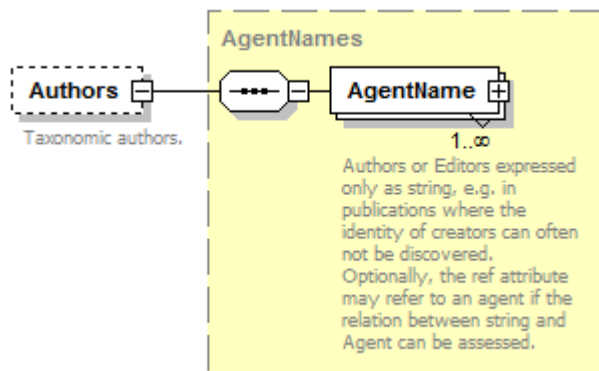 AgentNames
Authors
AgentName
Taxonomic authors.
1..∞
Authors or Editors expressed
only as string, e.g. in
publications where the
identity of creators can often
not be discovered.
Optionally, the ref attribute
may refer to an agent if the
relation between string and
Agent can be assessed.